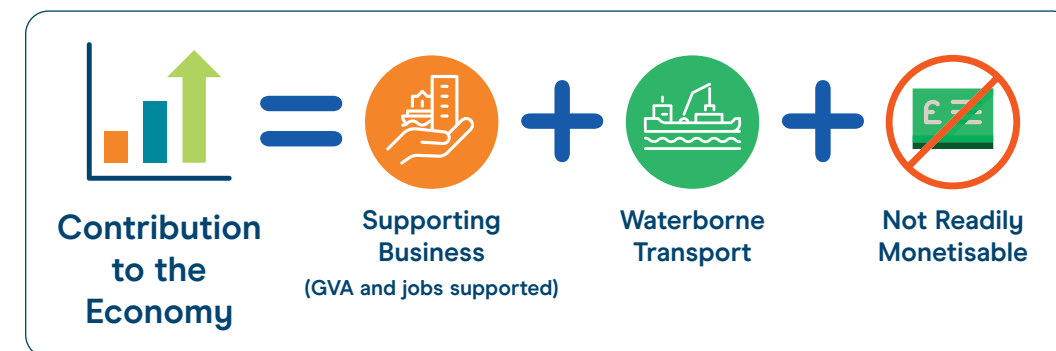 Contribution
to the
Economy
Supporting
Business
(GVA and jobs supported)
Waterborne
Transport
£
Not Readily
Monetisable